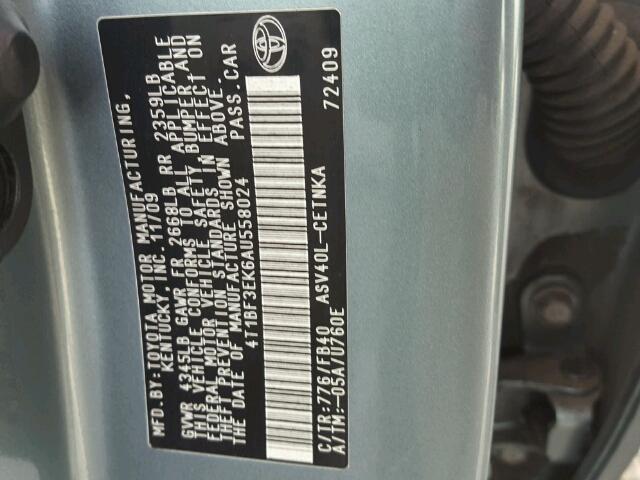 MFD.BY:TOYOTA MOTOR MANUFACTURING,
KENTUCKY, INC. 11/09
GVWR 4345LB GAWR FR 2668LB RR 2359LB
THIS VEHICLE CONFORMS TO ALL APPLICABLE
FEDERAL MOTOR VEHICLE SAFETY, BUMPER, AND
THEFT PREVENTION STANDARDS IN EFFECT ON
THE DATE OF MANUFACTURE SHOWN ABOVE.
4T1BF3EK6AU558024 PASS.CAR
C/TR:776/FB40 ASV40L-CETNKA 72409
A/TM:-05A/U760E